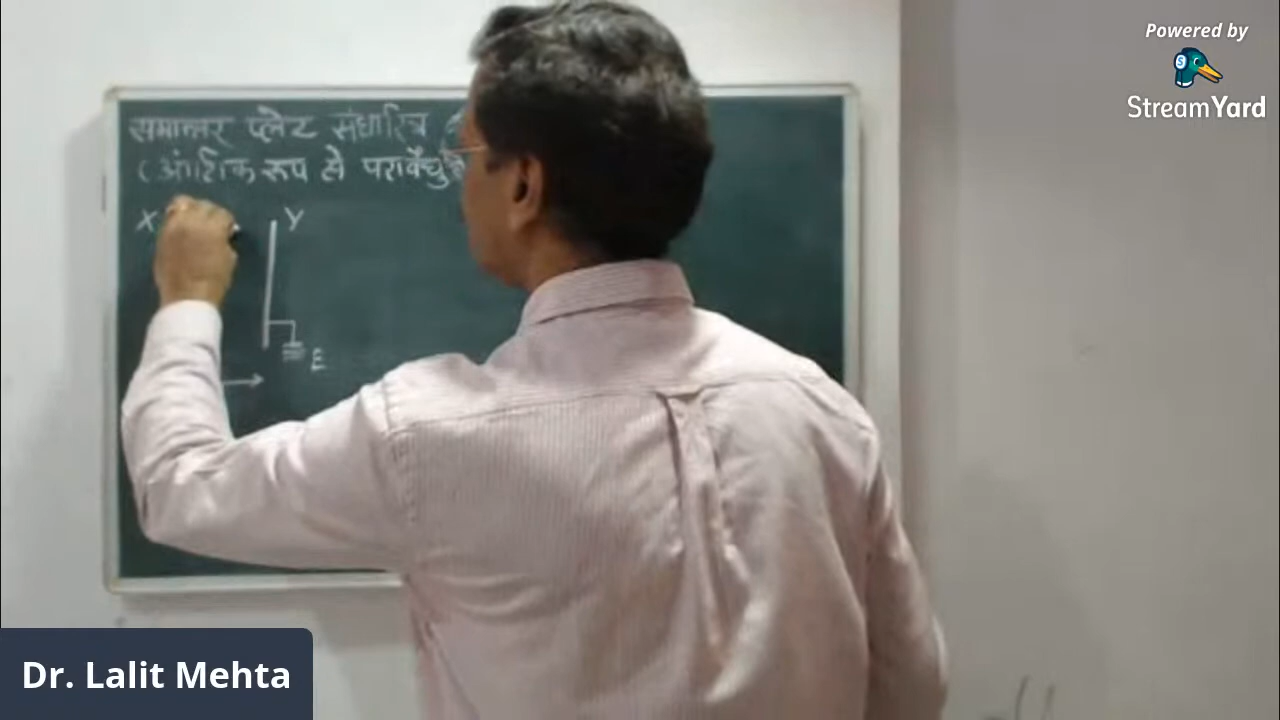 Powered by
StreamYard
समान्तर प्लेट संधारित्र
(आंशिक रूप से परावैद्यु
X
Y
E
Dr. Lalit Mehta